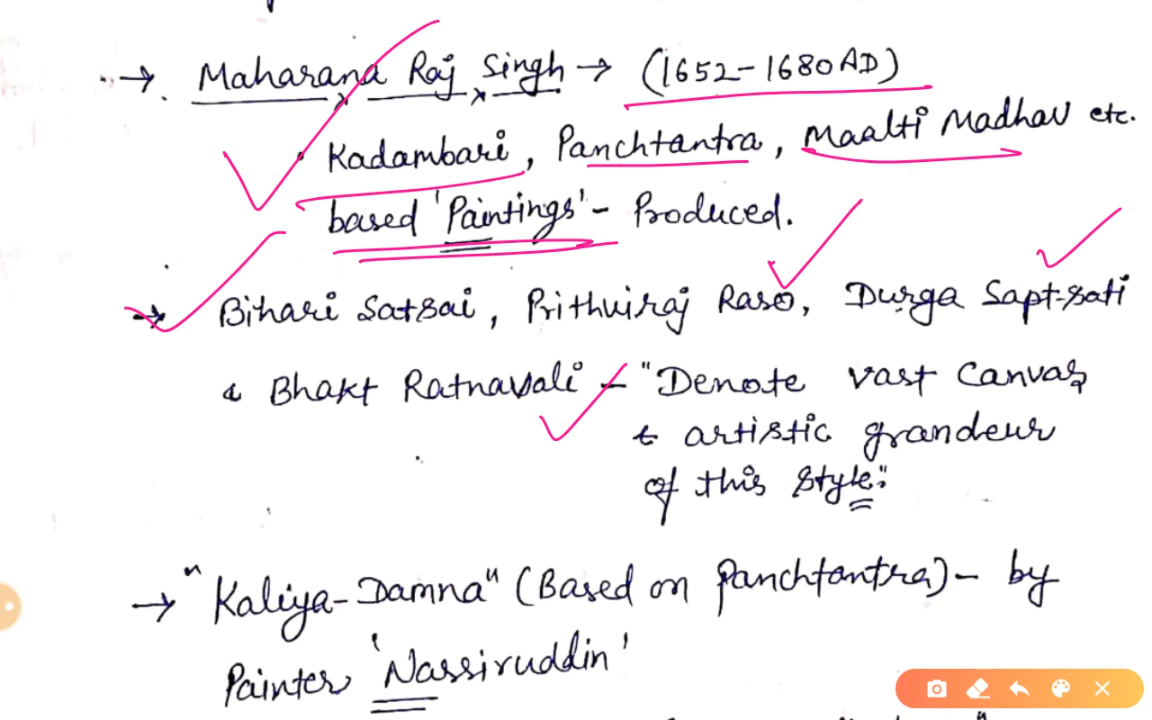 → Maharana Raj Singh → (1652-1680 AD)
Kadambari, Panchtantra, Maalti Madhav etc.
based 'Paintings' - Produced.
→ Bihari Satsai, Prithviraj Raso, Durga Sapt-sati
& Bhakt Ratnavali - "Denote vast Canvas
& artistic grandeur
of this style."
→ "Kaliya-Damna" (Based on Panchtantra) - by
Painter 'Nassiruddin'